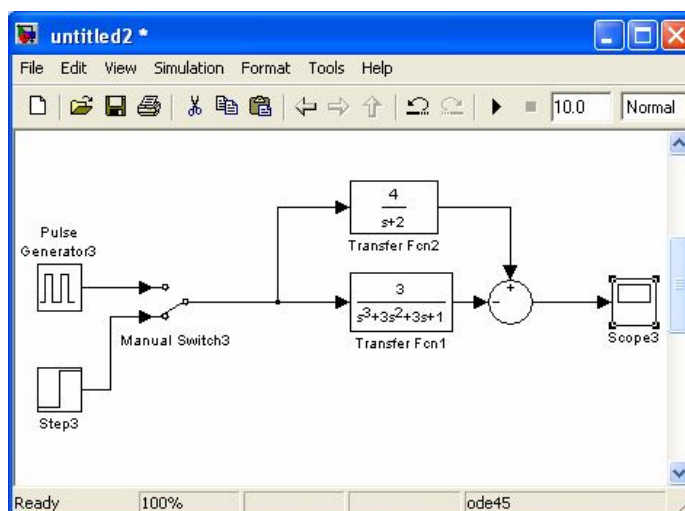 untitled2 *
File Edit View Simulation Format Tools Help
10.0 Normal
4
s+2
Transfer Fcn2
Pulse
Generator3
+
3
s³+3s²+3s+1
-
Transfer Fcn1
Manual Switch3
Scope3
Step3
Ready 100% ode45